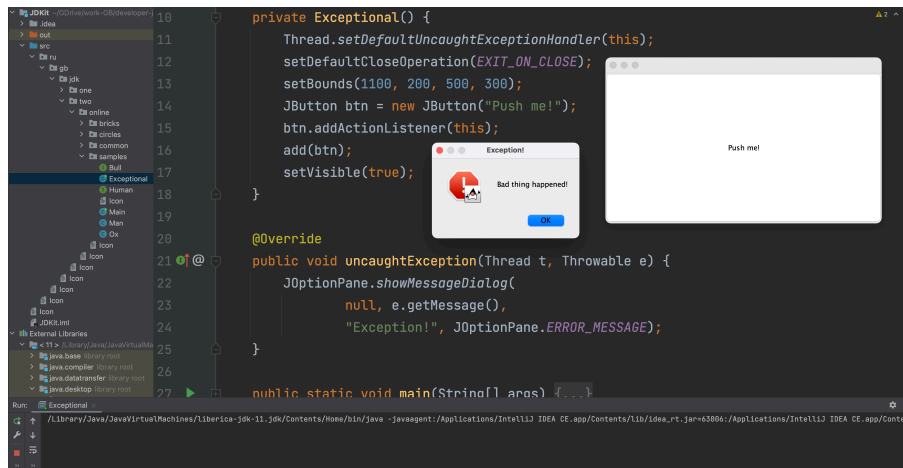 JDKit ~/GDrive/work-GB/developer-j
.idea
out
src
ru
gb
jdk
one
two
online
bricks
circles
common
samples
Bull
Exceptional
Human
Icon
Main
Man
Ox
Icon
Icon
Icon
Icon
Icon
Icon
Icon
JDKit.iml
External Libraries
< 11 > /Library/Java/JavaVirtualMa
java.base library root
java.compiler library root
java.datatransfer library root
java.desktop library root
10 private Exceptional() {
11 Thread.setDefaultUncaughtExceptionHandler(this);
12 setDefaultCloseOperation(EXIT_ON_CLOSE);
13 setBounds(1100, 200, 500, 300);
14 JButton btn = new JButton("Push me!");
15 btn.addActionListener(this);
16 add(btn);
17 setVisible(true);
18 }
19
20 @Override
21 @ public void uncaughtException(Thread t, Throwable e) {
22 JOptionPane.showMessageDialog(
23 null, e.getMessage(),
24 "Exception!", JOptionPane.ERROR_MESSAGE);
25 }
26
27 public static void main(String[] args) {...}
2
Exception!
Bad thing happened!
OK
Push me!
Run: Exceptional
/Library/Java/JavaVirtualMachines/liberica-jdk-11.jdk/Contents/Home/bin/java -javaagent:/Applications/IntelliJ IDEA CE.app/Contents/lib/idea_rt.jar=63806:/Applications/IntelliJ IDEA CE.app/Conte